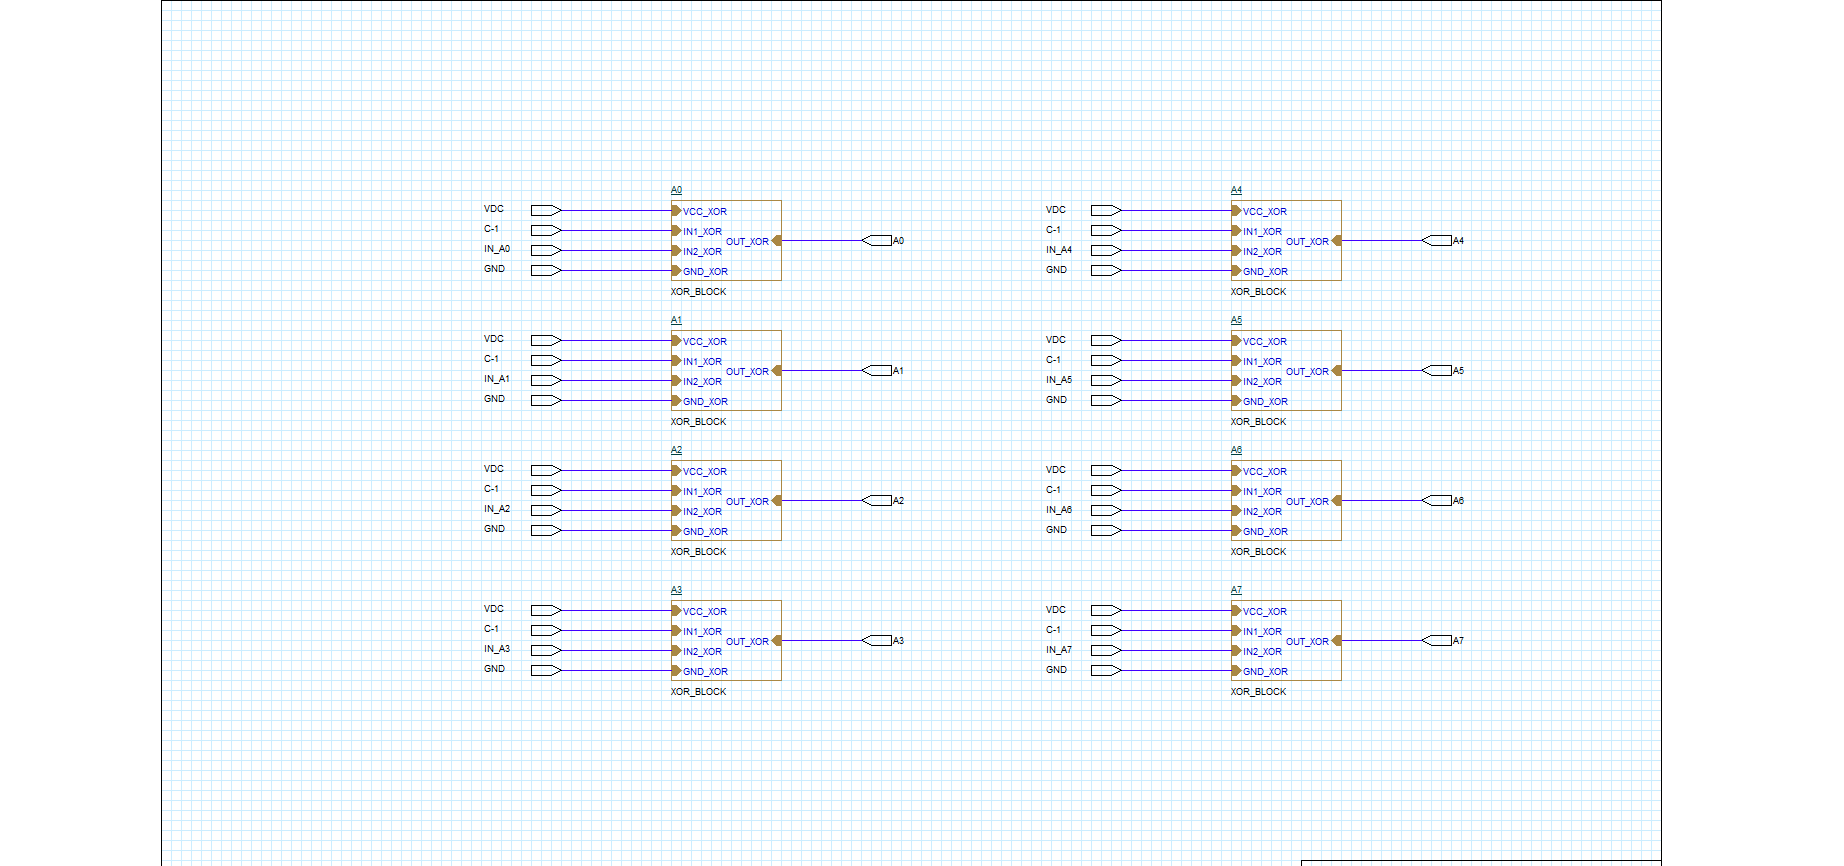 A0
VDC
C-1
IN_A0
GND
VCC_XOR
IN1_XOR
IN2_XOR
GND_XOR
OUT_XOR
A0
XOR_BLOCK
A1
VDC
C-1
IN_A1
GND
VCC_XOR
IN1_XOR
IN2_XOR
GND_XOR
OUT_XOR
A1
XOR_BLOCK
A2
VDC
C-1
IN_A2
GND
VCC_XOR
IN1_XOR
IN2_XOR
GND_XOR
OUT_XOR
A2
XOR_BLOCK
A3
VDC
C-1
IN_A3
GND
VCC_XOR
IN1_XOR
IN2_XOR
GND_XOR
OUT_XOR
A3
XOR_BLOCK
A4
VDC
C-1
IN_A4
GND
VCC_XOR
IN1_XOR
IN2_XOR
GND_XOR
OUT_XOR
A4
XOR_BLOCK
A5
VDC
C-1
IN_A5
GND
VCC_XOR
IN1_XOR
IN2_XOR
GND_XOR
OUT_XOR
A5
XOR_BLOCK
A6
VDC
C-1
IN_A6
GND
VCC_XOR
IN1_XOR
IN2_XOR
GND_XOR
OUT_XOR
A6
XOR_BLOCK
A7
VDC
C-1
IN_A7
GND
VCC_XOR
IN1_XOR
IN2_XOR
GND_XOR
OUT_XOR
A7
XOR_BLOCK